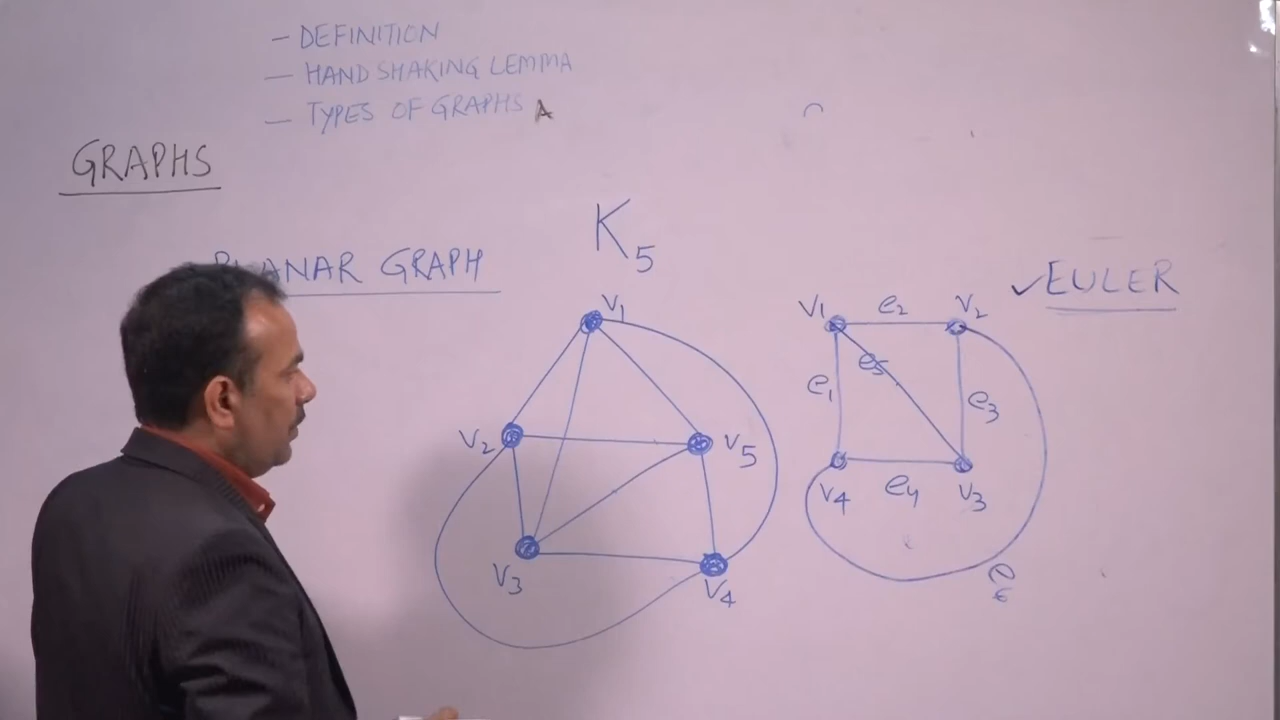 - DEFINITION
- HAND SHAKING LEMMA
- TYPES OF GRAPHS
GRAPHS
GRAPH
K5
✓EULER
V1
V2
V5
V3
V4
V1 e2 V2
e5
e1
e3
V4 e4 V3
e6